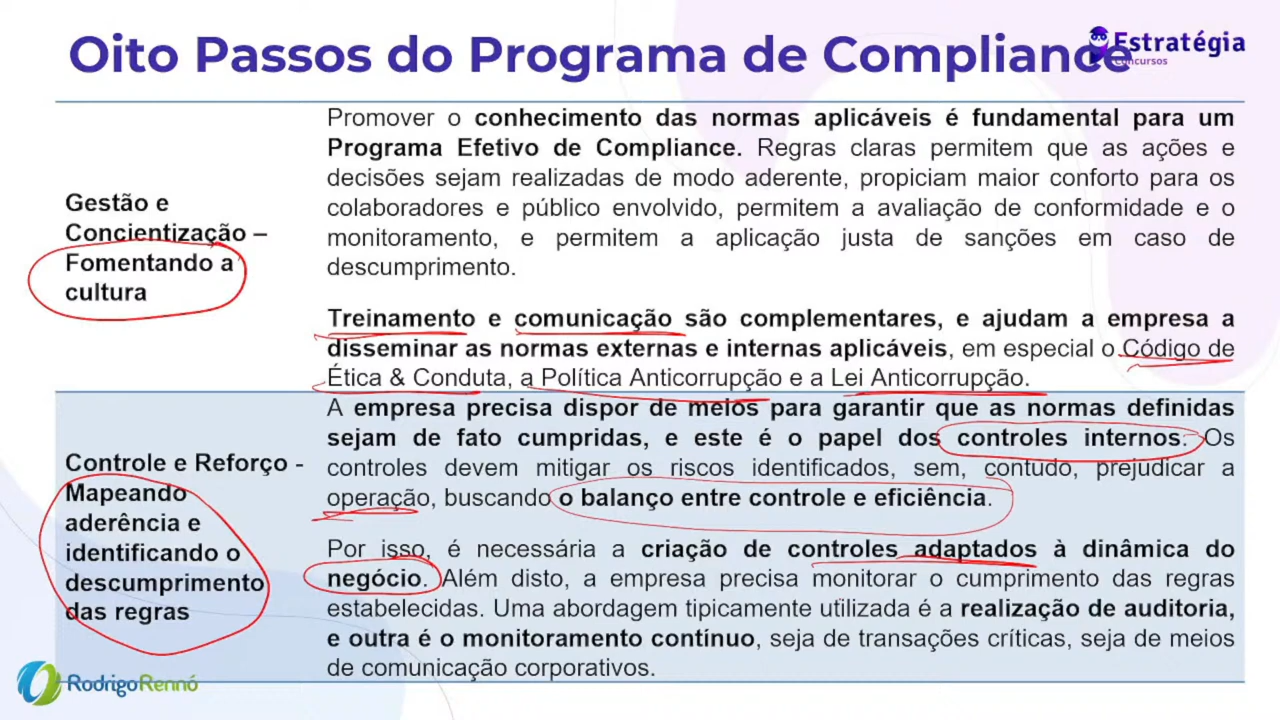 Oito Passos do Programa de Compliance
Estratégia
Concursos
Gestão e
Concientização –
Fomentando a
cultura
Promover o conhecimento das normas aplicáveis é fundamental para um
Programa Efetivo de Compliance. Regras claras permitem que as ações e
decisões sejam realizadas de modo aderente, propiciam maior conforto para os
colaboradores e público envolvido, permitem a avaliação de conformidade e o
monitoramento, e permitem a aplicação justa de sanções em caso de
descumprimento.
Treinamento e comunicação são complementares, e ajudam a empresa a
disseminar as normas externas e internas aplicáveis, em especial o Código de
Ética & Conduta, a Política Anticorrupção e a Lei Anticorrupção.
Controle e Reforço -
Mapeando
aderência e
identificando o
descumprimento
das regras
A empresa precisa dispor de meios para garantir que as normas definidas
sejam de fato cumpridas, e este é o papel dos controles internos. Os
controles devem mitigar os riscos identificados, sem, contudo, prejudicar a
operação, buscando o balanço entre controle e eficiência.
Por isso, é necessária a criação de controles adaptados à dinâmica do
negócio. Além disto, a empresa precisa monitorar o cumprimento das regras
estabelecidas. Uma abordagem tipicamente utilizada é a realização de auditoria,
e outra é o monitoramento contínuo, seja de transações críticas, seja de meios
de comunicação corporativos.
RodrigoRennó